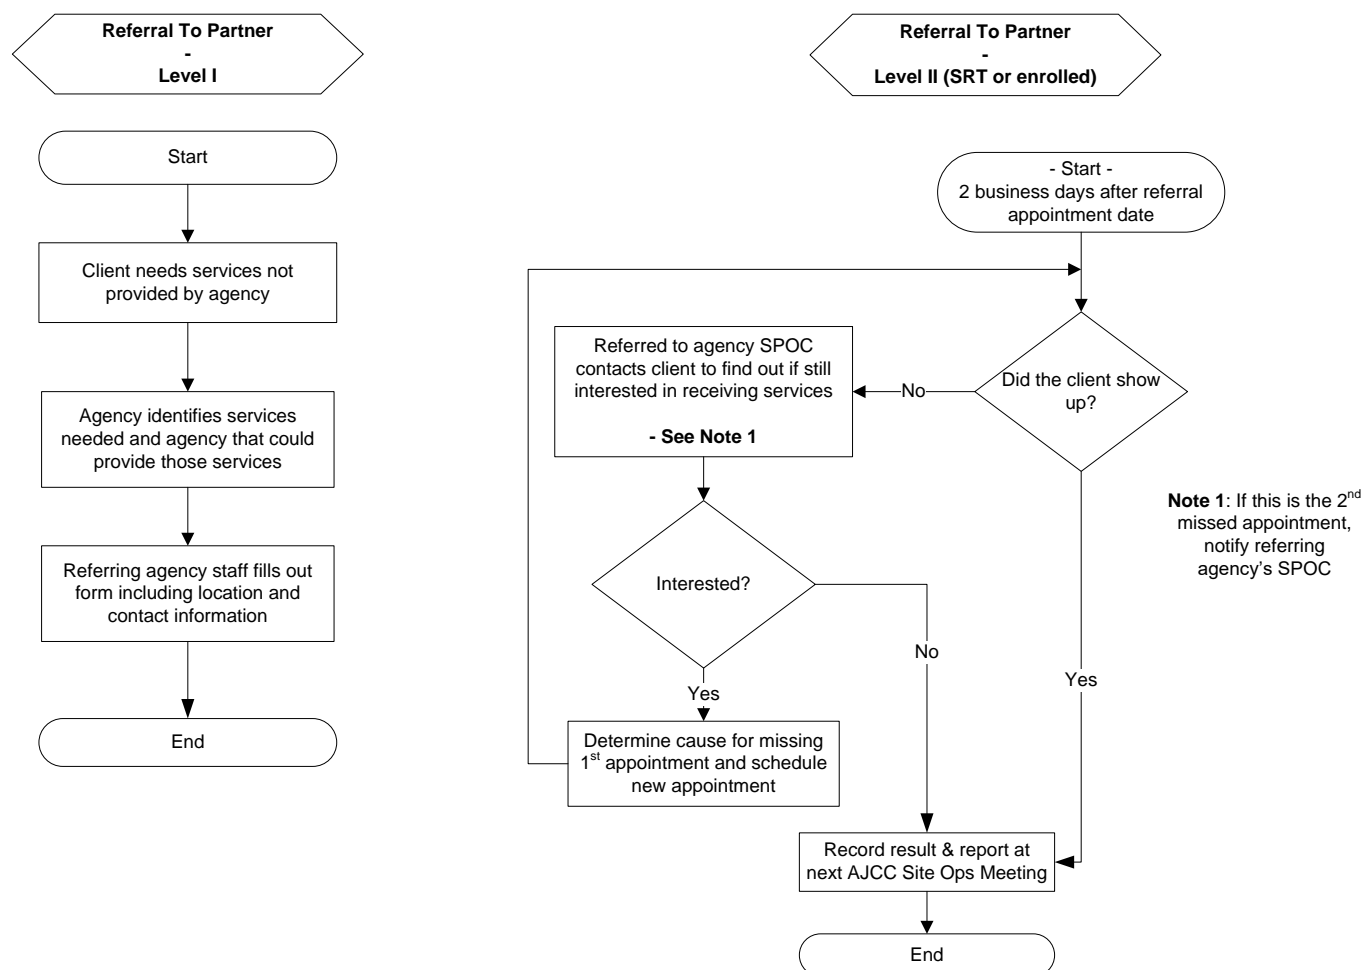 Referral To Partner
-
Level I
Start
Client needs services not
provided by agency
Agency identifies services
needed and agency that could
provide those services
Referring agency staff fills out
form including location and
contact information
End
Referral To Partner
-
Level II (SRT or enrolled)
- Start -
2 business days after referral
appointment date
Did the client show
up?
No
Yes
Referred to agency SPOC
contacts client to find out if still
interested in receiving services
- See Note 1
Interested?
No
Yes
Determine cause for missing
1st appointment and schedule
new appointment
Note 1: If this is the 2nd
missed appointment,
notify referring
agency's SPOC
Record result & report at
next AJCC Site Ops Meeting
End